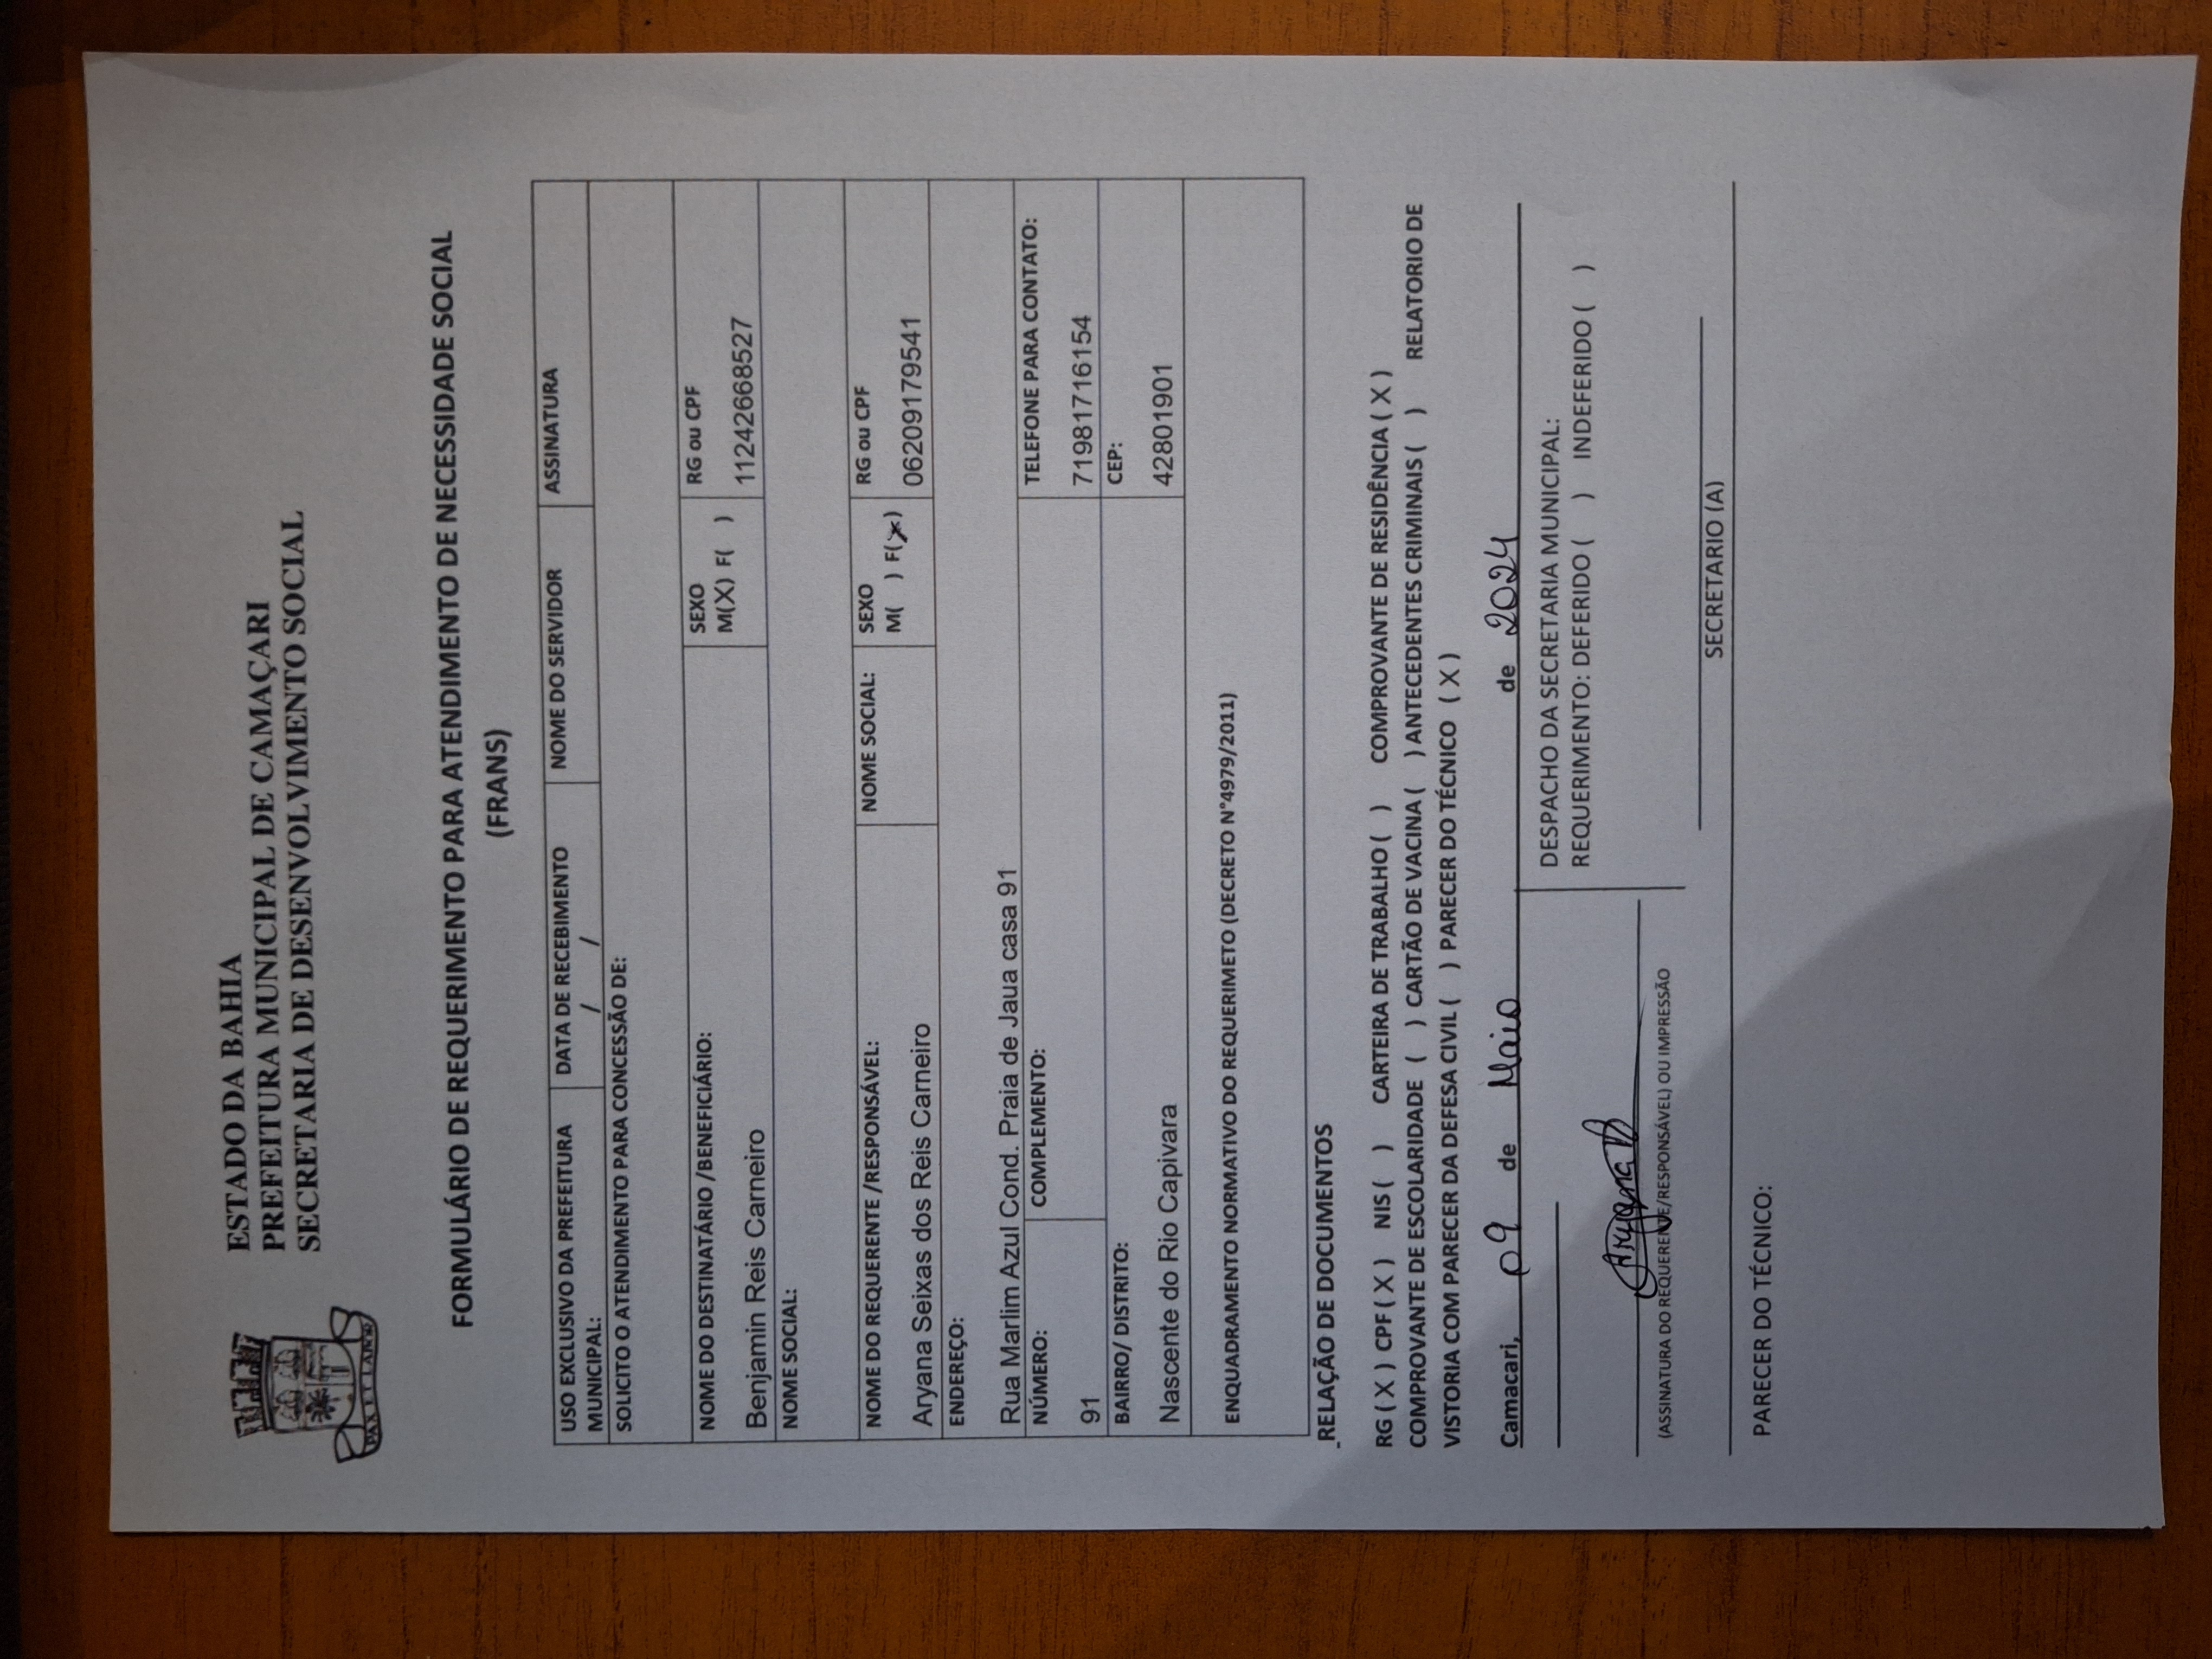 ESTADO DA BAHIA
PREFEITURA MUNICIPAL DE CAMAÇARI
SECRETARIA DE DESENVOLVIMENTO SOCIAL
PAX ET LABOR
FORMULÁRIO DE REQUERIMENTO PARA ATENDIMENTO DE NECESSIDADE SOCIAL
(FRANS)
USO EXCLUSIVO DA PREFEITURA MUNICIPAL:
DATA DE RECEBIMENTO
/ /
NOME DO SERVIDOR
ASSINATURA
SOLICITO O ATENDIMENTO PARA CONCESSÃO DE:
NOME DO DESTINATÁRIO /BENEFICIÁRIO:
Benjamin Reis Carneiro
SEXO
M(X) F( )
RG ou CPF
11242668527
NOME SOCIAL:
NOME DO REQUERENTE /RESPONSÁVEL:
Aryana Seixas dos Reis Carneiro
NOME SOCIAL:
SEXO
M( ) F(X)
RG ou CPF
06209179541
ENDEREÇO:
Rua Marlim Azul Cond. Praia de Jaua casa 91
NÚMERO:
91
COMPLEMENTO:
TELEFONE PARA CONTATO:
71981716154
BAIRRO/ DISTRITO:
Nascente do Rio Capivara
CEP:
42801901
ENQUADRAMENTO NORMATIVO DO REQUERIMETO (DECRETO N°4979/2011)
RELAÇÃO DE DOCUMENTOS
RG ( X ) CPF ( X ) NIS ( ) CARTEIRA DE TRABALHO ( ) COMPROVANTE DE RESIDÊNCIA ( X )
COMPROVANTE DE ESCOLARIDADE ( ) CARTÃO DE VACINA ( ) ANTECEDENTES CRIMINAIS ( ) RELATORIO DE
VISTORIA COM PARECER DA DEFESA CIVIL ( ) PARECER DO TÉCNICO ( X )
Camacari, 09 de Maio de 2024
DESPACHO DA SECRETARIA MUNICIPAL:
REQUERIMENTO: DEFERIDO ( ) INDEFERIDO ( )
(ASSINATURA DO REQUERENTE/RESPONSÁVEL) OU IMPRESSÃO
SECRETARIO (A)
PARECER DO TÉCNICO: